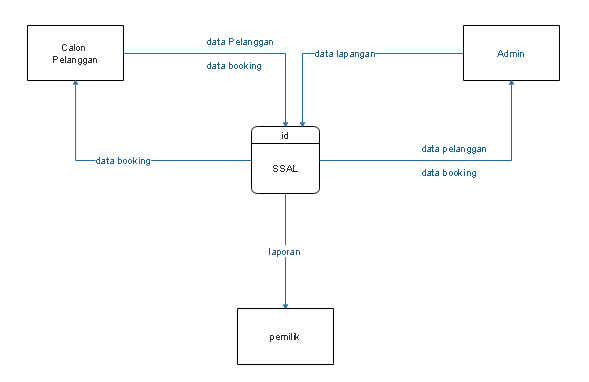 Calon
Pelanggan
data Pelanggan
data booking
data lapangan
Admin
id
SSAL
data booking
data pelanggan
data booking
laporan
pemilik